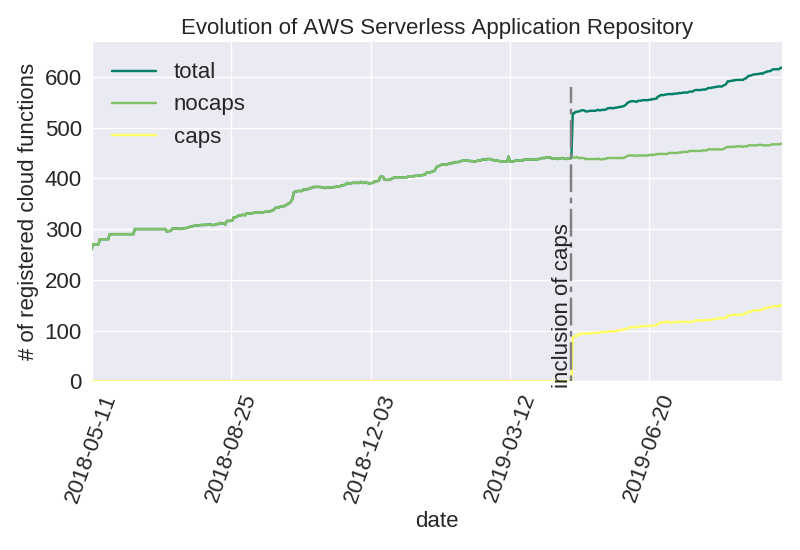 Evolution of AWS Serverless Application Repository
# of registered cloud functions
600
500
400
300
200
100
0
total
nocaps
caps
inclusion of caps
2018-05-11
2018-08-25
2018-12-03
2019-03-12
2019-06-20
date